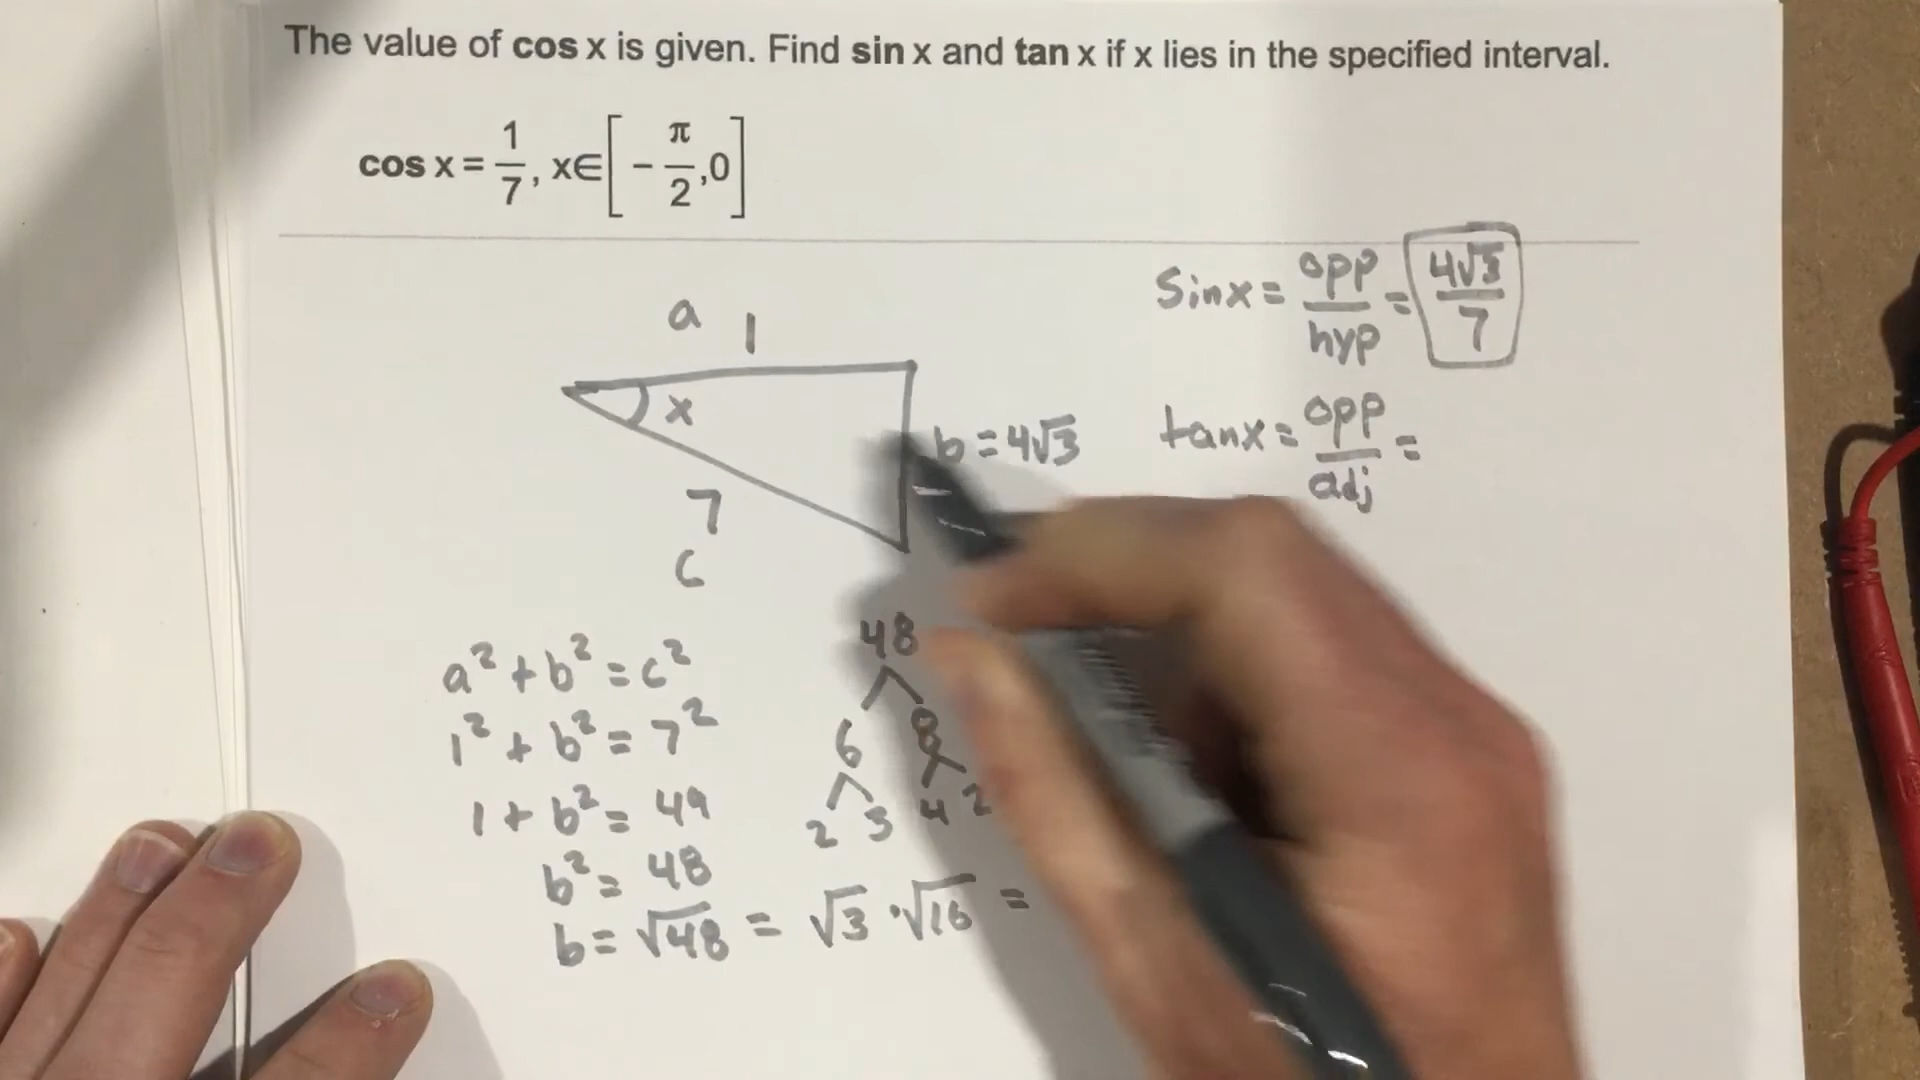 The value of cos x is given. Find sin x and tan x if x lies in the specified interval.
cos x = 1/7, x∈[-π/2,0]
a 1
x
b = 4√3
7
c
sinx = opp/hyp = 4√3/7
tanx = opp/adj =
a² + b² = c²
1² + b² = 7²
1 + b² = 49
b² = 48
b = √48 = √3 · √16 =
48
6 8
2 3 4 2